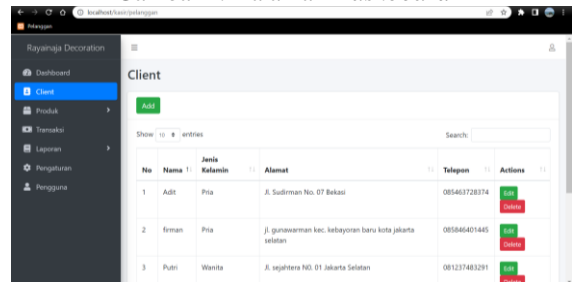 localhost/kasir/pelanggan
Pelanggan
Rayainaja Decoration
Dashboard
Client
Produk
Transaksi
Laporan
Pengaturan
Pengguna
Client
Add
Show 10 entries
Search:
No Nama Jenis Kelamin Alamat Telepon Actions
1 Adit Pria Jl. Sudirman No. 07 Bekasi 085463728374 Edit
Delete
2 firman Pria jl. gunawarman kec. kebayoran baru kota jakarta 085846401445 Edit
selatan Delete
3 Putri Wanita Jl. sejahtera N0. 01 Jakarta Selatan 081237483291 Edit
Delete